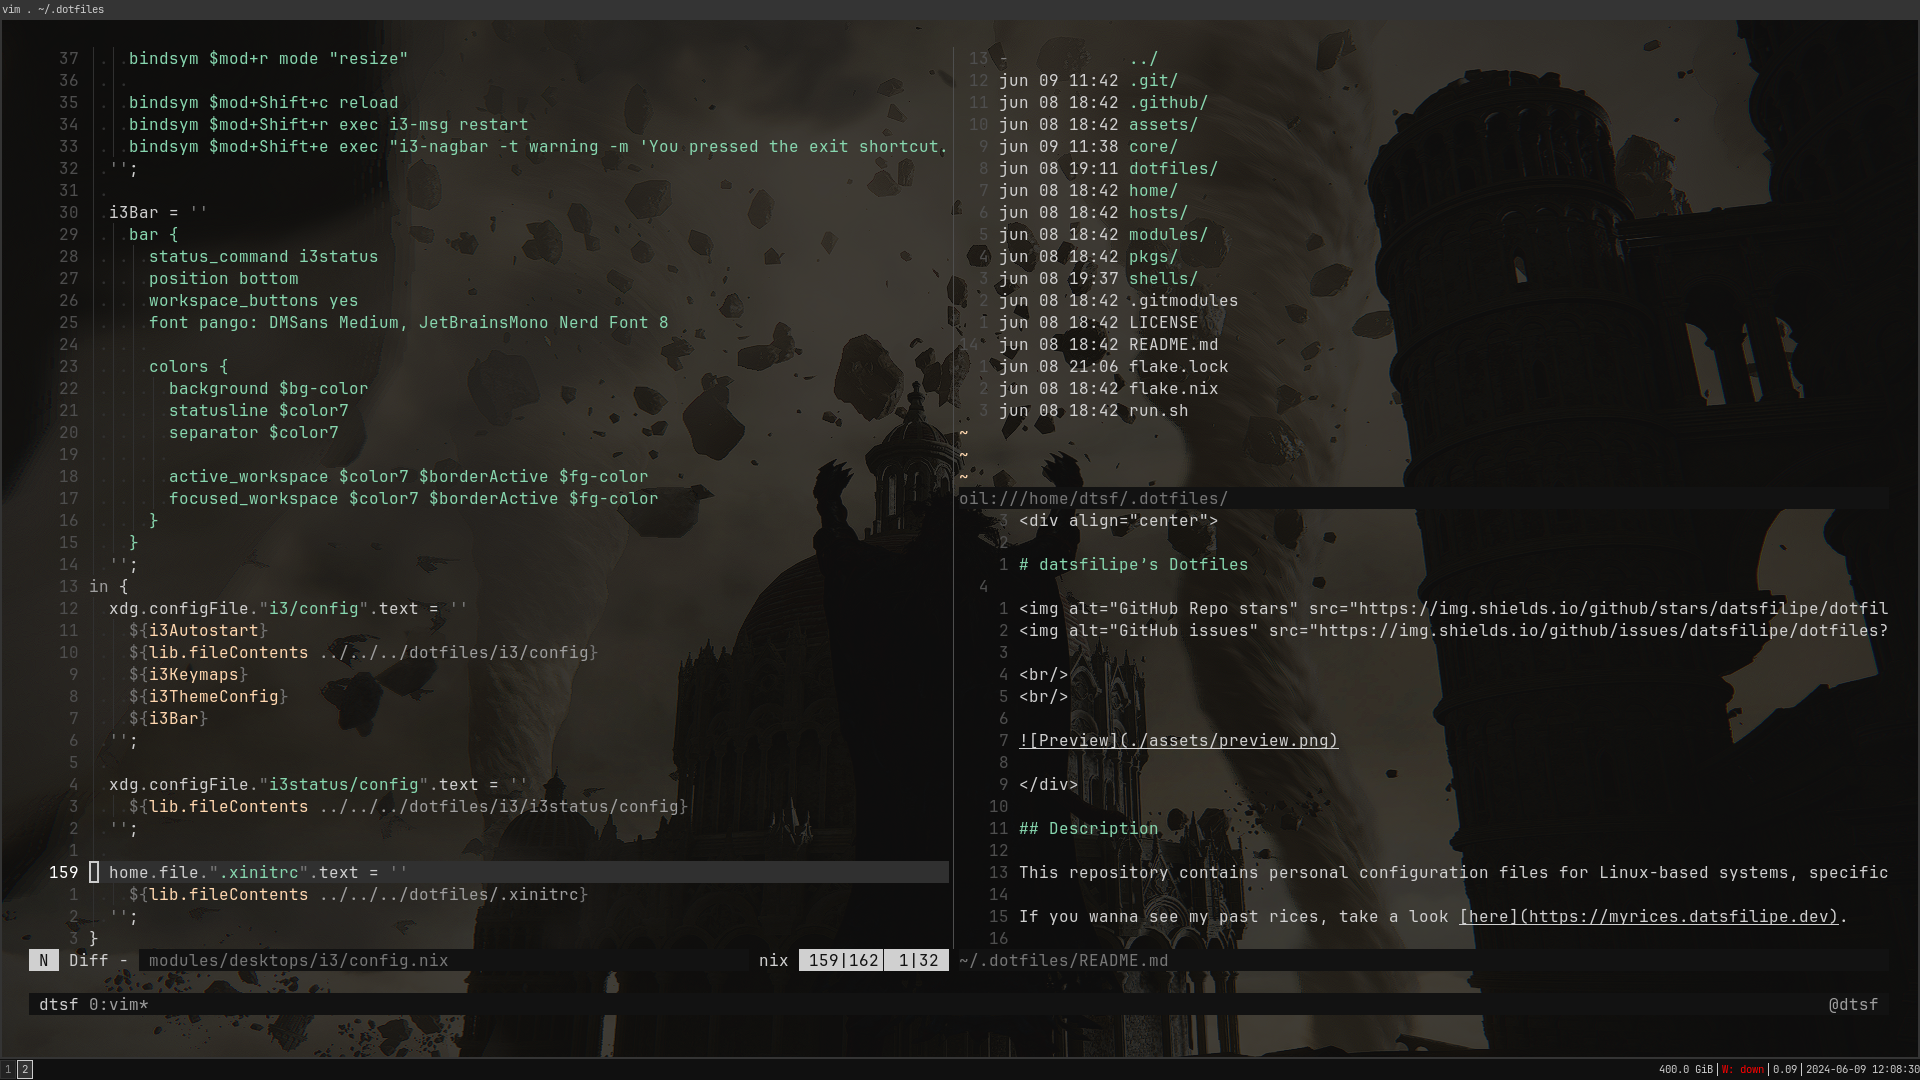 vim . ~/.dotfiles
37 bindsym $mod+r mode "resize"
36
35 bindsym $mod+Shift+c reload
34 bindsym $mod+Shift+r exec i3-msg restart
33 bindsym $mod+Shift+e exec "i3-nagbar -t warning -m 'You pressed the exit shortcut.
32 '';
31
30 i3Bar = ''
29 bar {
28 status_command i3status
27 position bottom
26 workspace_buttons yes
25 font pango: DMSans Medium, JetBrainsMono Nerd Font 8
24
23 colors {
22 background $bg-color
21 statusline $color7
20 separator $color7
19
18 active_workspace $color7 $borderActive $fg-color
17 focused_workspace $color7 $borderActive $fg-color
16 }
15 }
14 '';
13 in {
12 xdg.configFile."i3/config".text = ''
11 ${i3Autostart}
10 ${lib.fileContents ../../../dotfiles/i3/config}
9 ${i3Keymaps}
8 ${i3ThemeConfig}
7 ${i3Bar}
6 '';
5
4 xdg.configFile."i3status/config".text = ''
3 ${lib.fileContents ../../../dotfiles/i3/i3status/config}
2 '';
1
159 home.file.".xinitrc".text = ''
1 ${lib.fileContents ../../../dotfiles/.xinitrc}
2 '';
3 }
N Diff - modules/desktops/i3/config.nix nix 159|162 1|32
13 - ../
12 jun 09 11:42 .git/
11 jun 08 18:42 .github/
10 jun 08 18:42 assets/
9 jun 09 11:38 core/
8 jun 08 19:11 dotfiles/
7 jun 08 18:42 home/
6 jun 08 18:42 hosts/
5 jun 08 18:42 modules/
4 jun 08 18:42 pkgs/
3 jun 08 19:37 shells/
2 jun 08 18:42 .gitmodules
1 jun 08 18:42 LICENSE
14 jun 08 18:42 README.md
1 jun 08 21:06 flake.lock
2 jun 08 18:42 flake.nix
3 jun 08 18:42 run.sh
~
~
~
oil:///home/dtsf/.dotfiles/
3 <div align="center">
2
1 # datsfilipe’s Dotfiles
4
1 <img alt="GitHub Repo stars" src="https://img.shields.io/github/stars/datsfilipe/dotfil
2 <img alt="GitHub issues" src="https://img.shields.io/github/issues/datsfilipe/dotfiles?
3
4 <br/>
5 <br/>
6
7 ![Preview](./assets/preview.png)
8
9 </div>
10
11 ## Description
12
13 This repository contains personal configuration files for Linux-based systems, specific
14
15 If you wanna see my past rices, take a look [here](https://myrices.datsfilipe.dev).
16
~/.dotfiles/README.md
dtsf 0:vim* @dtsf
1 2 400.0 GiB|W: down|0.09|2024-06-09 12:08:30